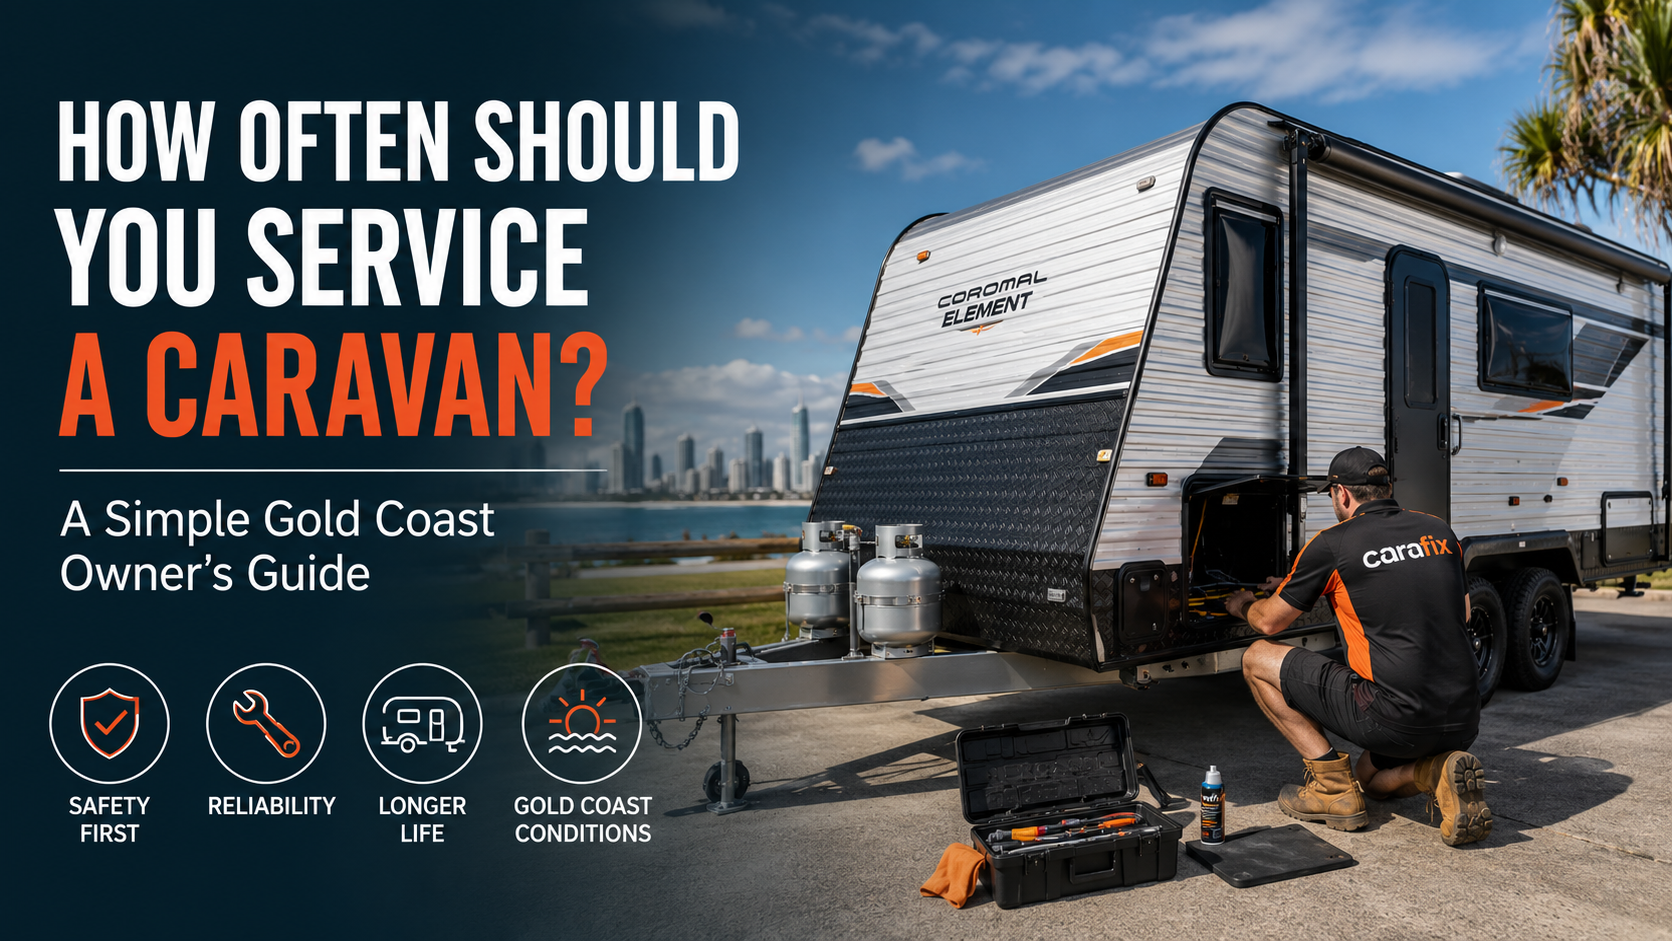 HOW OFTEN SHOULD
YOU SERVICE
A CARAVAN?
A Simple Gold Coast
Owner's Guide
SAFETY
FIRST
RELIABILITY
LONGER
LIFE
GOLD COAST
CONDITIONS
COROMAL
ELEMENT
carafix